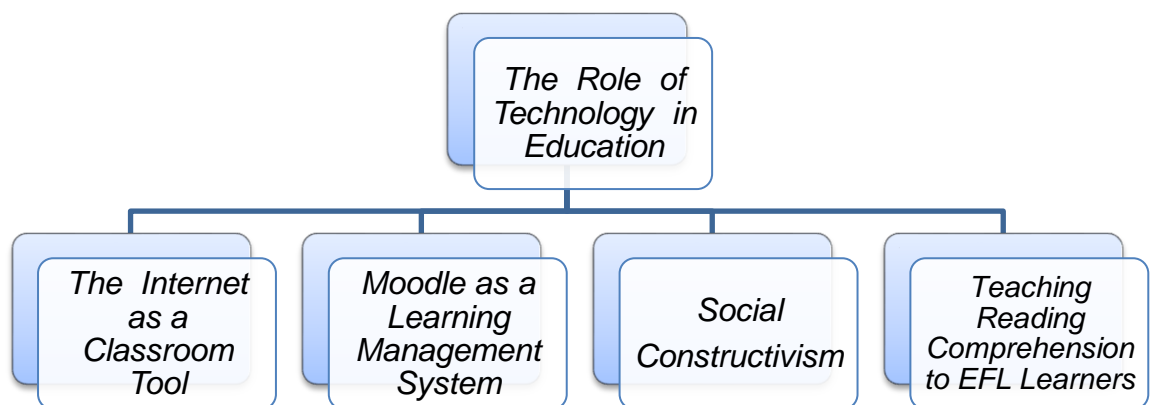 The Role of
Technology in
Education
The Internet
as a
Classroom
Tool
Moodle as a
Learning
Management
System
Social
Constructivism
Teaching
Reading
Comprehension
to EFL Learners